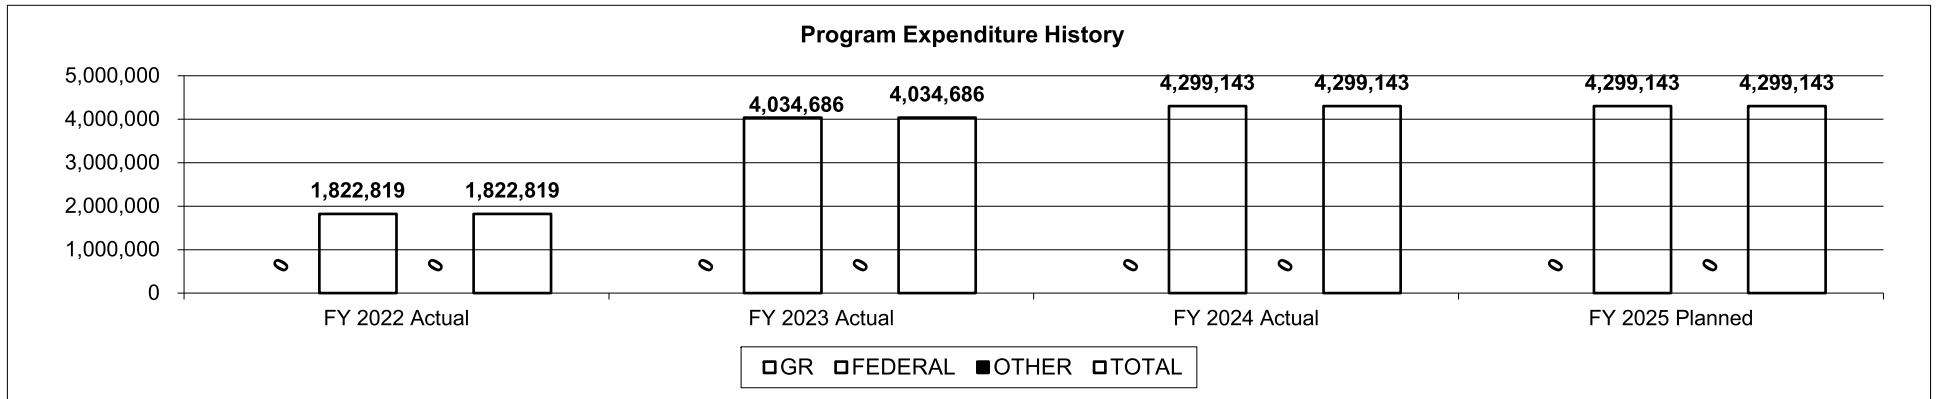 Program Expenditure History
5,000,000
4,000,000
3,000,000
2,000,000
1,000,000
0
0 1,822,819 0 1,822,819
0 4,034,686 0 4,034,686
0 4,299,143 0 4,299,143
0 4,299,143 0 4,299,143
FY 2022 Actual FY 2023 Actual FY 2024 Actual FY 2025 Planned
GR FEDERAL OTHER TOTAL